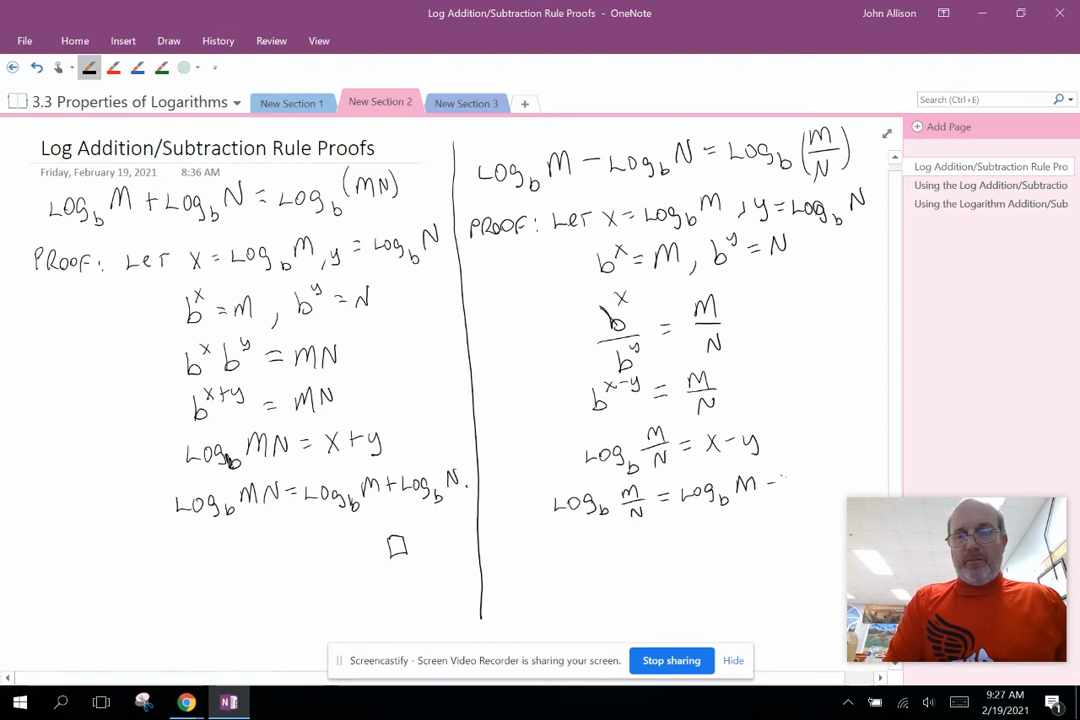 Log Addition/Subtraction Rule Proofs - OneNote
John Allison
File Home Insert Draw History Review View
3.3 Properties of Logarithms New Section 1 New Section 2 New Section 3 +
Search (Ctrl+E)
Add Page
Log Addition/Subtraction Rule Pro
Using the Log Addition/Subtractio
Using the Logarithm Addition/Sub
Log Addition/Subtraction Rule Proofs
Friday, February 19, 2021 8:36 AM
LOG_b M + LOG_b N = LOG_b (MN)
PROOF: LET x = LOG_b M, y = LOG_b N
b^x = M, b^y = N
b^x b^y = MN
b^(x+y) = MN
LOG_b MN = x + y
LOG_b MN = LOG_b M + LOG_b N.
□
LOG_b M - LOG_b N = LOG_b (M/N)
PROOF: LET x = LOG_b M, y = LOG_b N
b^x = M, b^y = N
b^x/b^y = M/N
b^(x-y) = M/N
LOG_b M/N = x - y
LOG_b M/N = LOG_b M -
Screencastify - Screen Video Recorder is sharing your screen. Stop sharing Hide
9:27 AM
2/19/2021
1